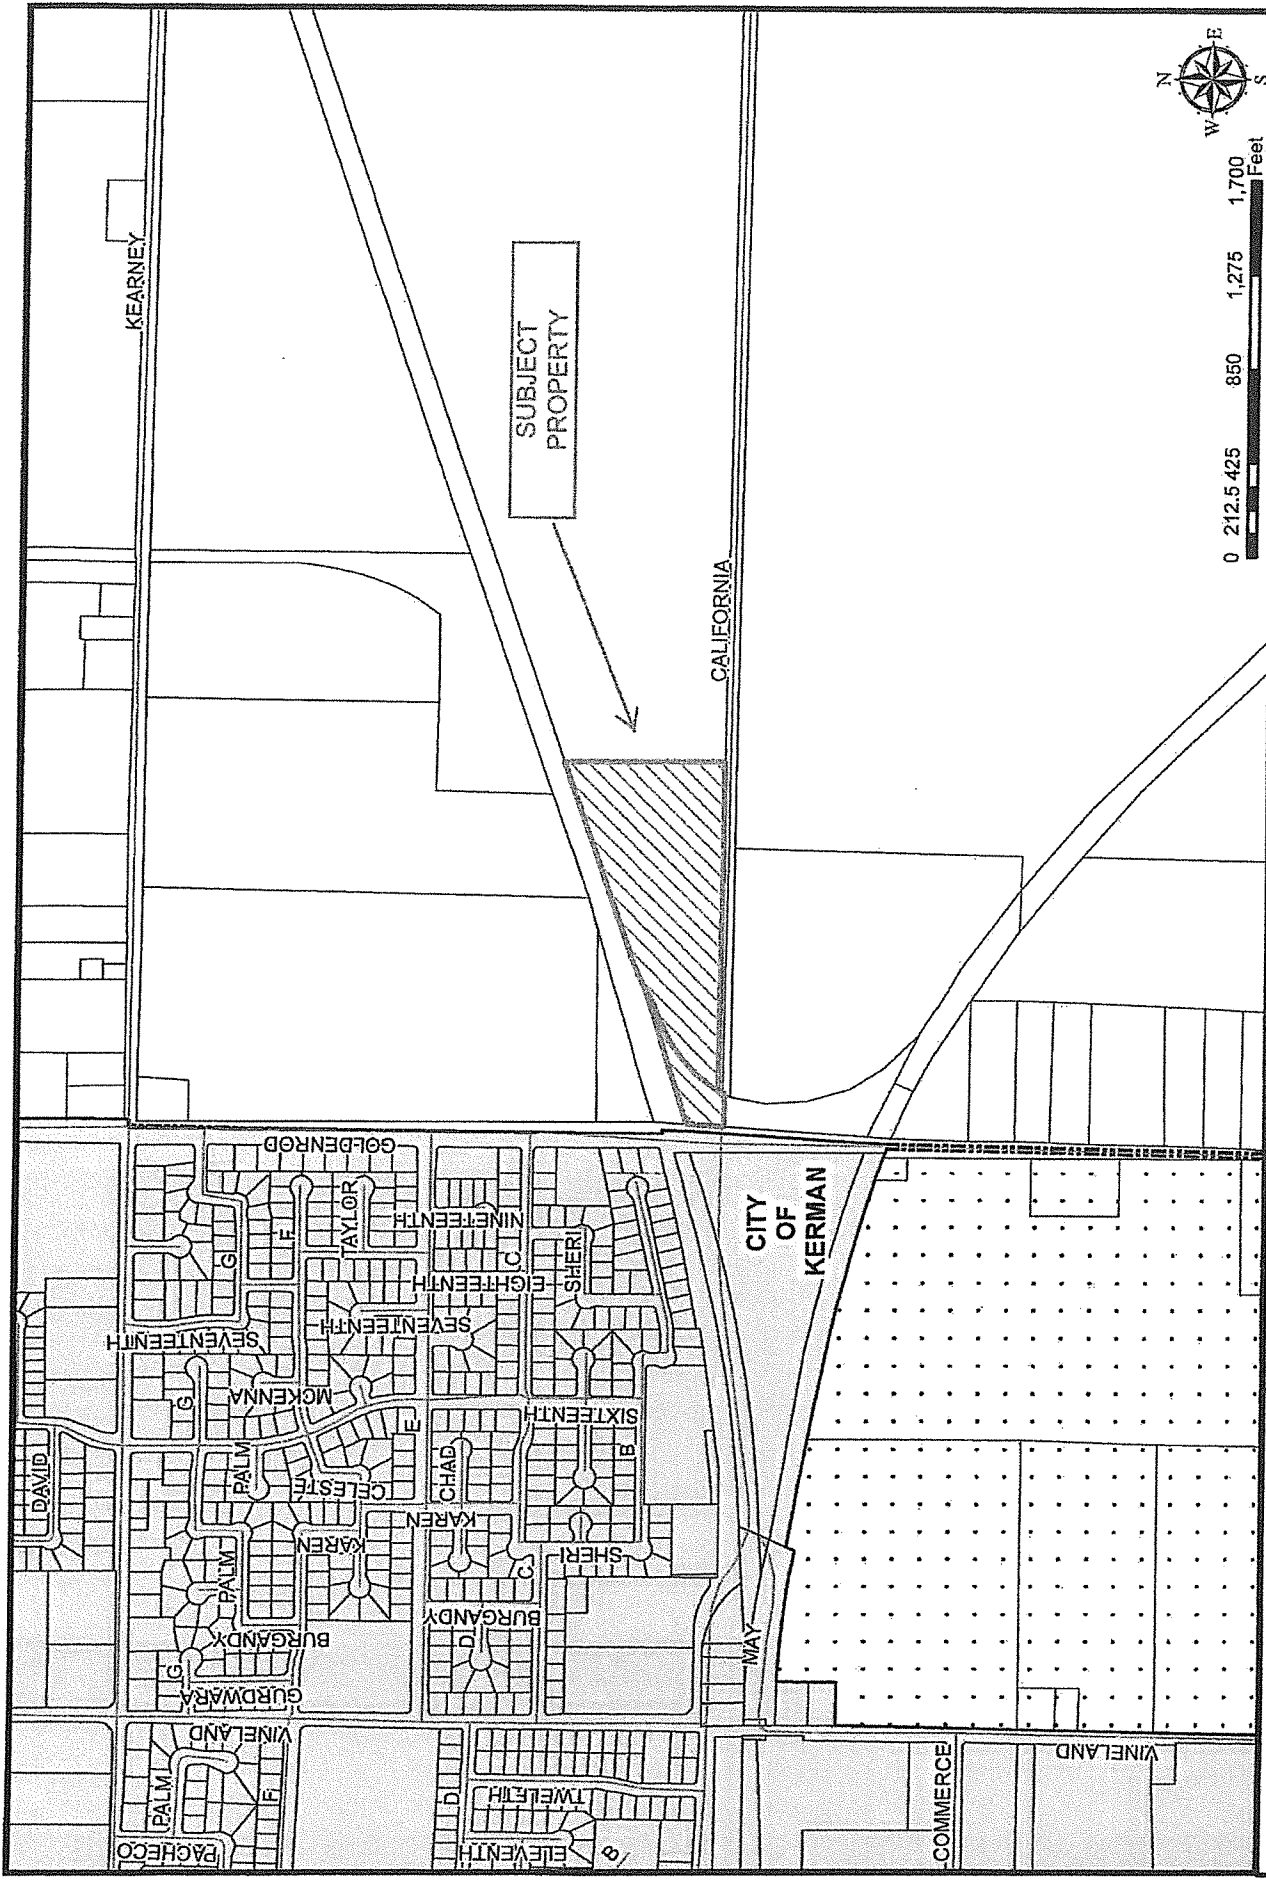 KEARNEY
SUBJECT
PROPERTY
CALIFORNIA
N
E
W
S
0 212.5 425 850 1,275 1,700
Feet
GOLDENROD
TAYLOR
NINETEENTH
F
G
C
EIGHTEENTH
SHERI
SEVENTEENTH
SEVENTEENTH
MCKENNA
G
E
SIXTEENTH
B
DAVID
PALM
CELESTE
CHAD
KAREN
KAREN
SHERI
PALM
C
BURGANDY
BURGANDY
D
G
GURDWARA
MAY
CITY
OF
KERMAN
VINELAND
PALM
F
D
TWELFTH
PACHECO
ELEVENTH
B
COMMERCE
VINELAND